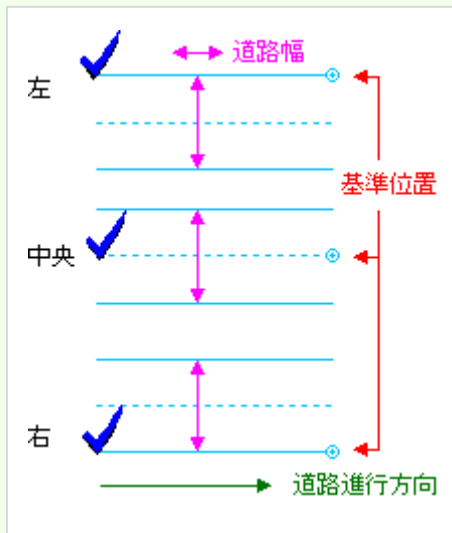 道路幅
左
基準位置
中央
右
道路進行方向